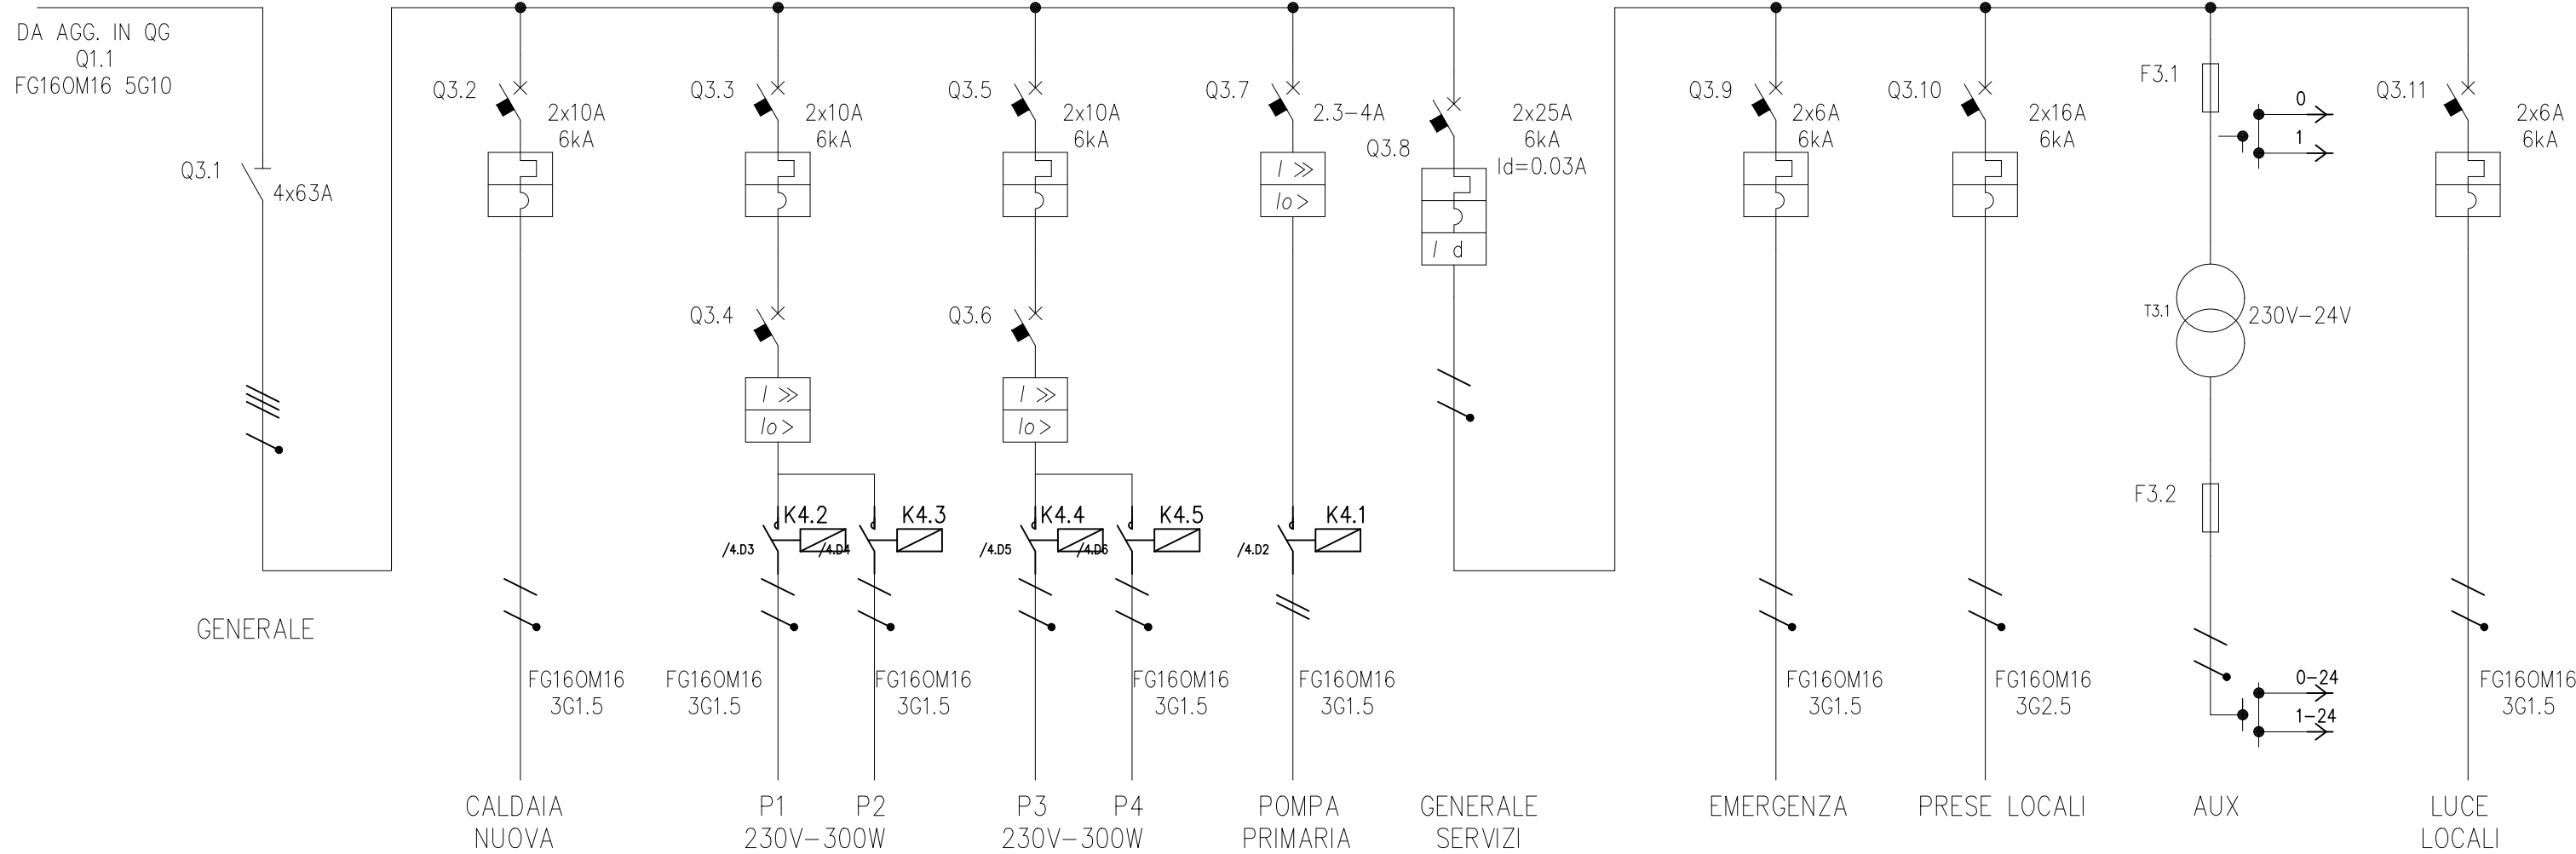 DA AGG. IN QG
Q1.1
FG16OM16 5G10
Q3.1
4x63A
GENERALE
Q3.2
2x10A
6kA
FG16OM16
3G1.5
CALDAIA
NUOVA
Q3.3
2x10A
6kA
Q3.4
I >>
Io >
K4.2
/4.D3
K4.3
/4.D4
FG16OM16
3G1.5
FG16OM16
3G1.5
P1 P2
230V-300W
Q3.5
2x10A
6kA
Q3.6
I >>
Io >
K4.4
/4.D5
K4.5
/4.D6
FG16OM16
3G1.5
P3 P4
230V-300W
Q3.7
2.3-4A
I >>
Io >
K4.1
/4.D2
FG16OM16
3G1.5
POMPA
PRIMARIA
Q3.8
2x25A
6kA
Id=0.03A
I d
GENERALE
SERVIZI
Q3.9
2x6A
6kA
FG16OM16
3G1.5
EMERGENZA
Q3.10
2x16A
6kA
FG16OM16
3G2.5
PRESE LOCALI
F3.1
0
1
T3.1
230V-24V
F3.2
0-24
1-24
AUX
Q3.11
2x6A
6kA
FG16OM16
3G1.5
LUCE
LOCALI